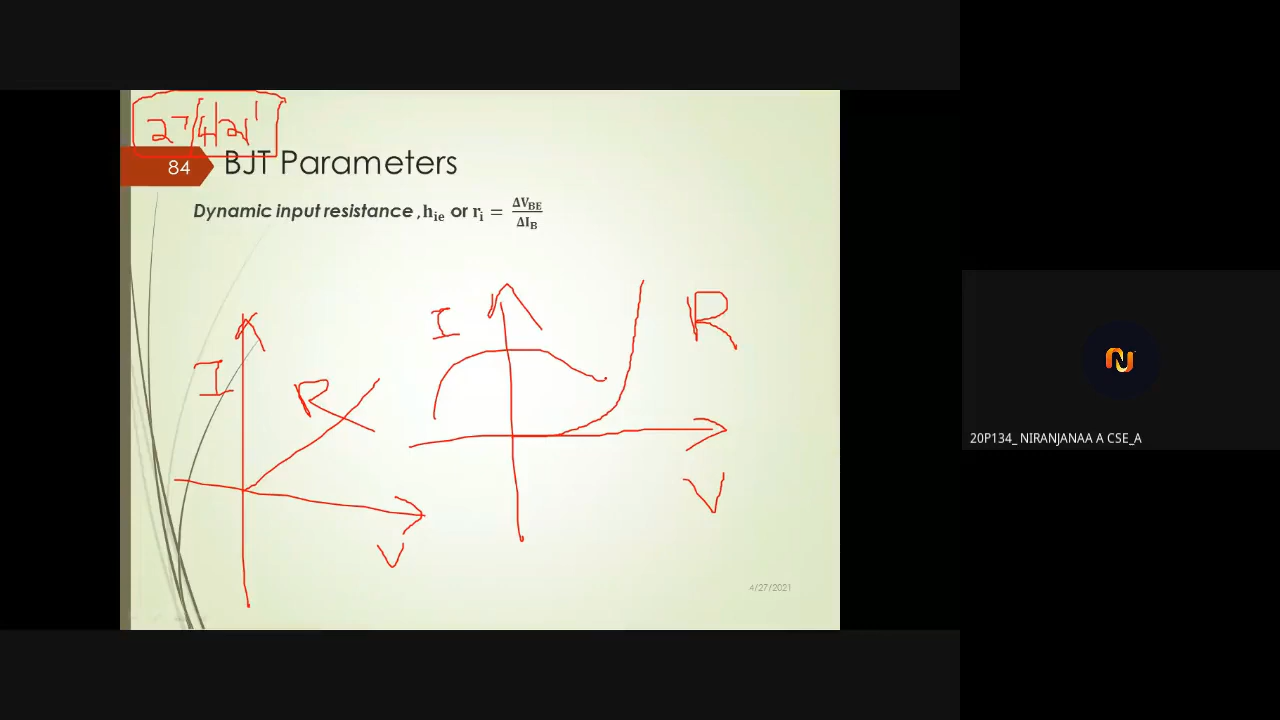 27/4/21'
84
BJT Parameters
Dynamic input resistance, hie or ri = ΔVBE/ΔIB
I
R
V
I
R
V
4/27/2021
20P134_ NIRANJANAA A CSE_A